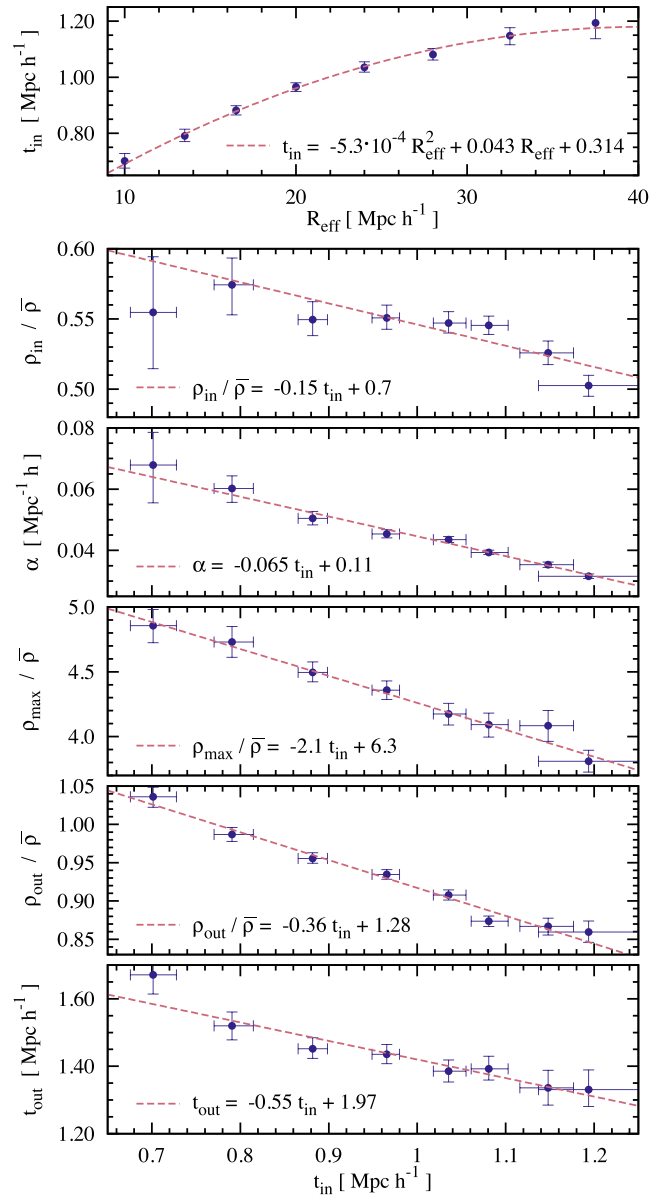 1.20
1.00
0.80
t_in [ Mpc h^-1 ]
t_in = -5.3·10^-4 R_eff^2 + 0.043 R_eff + 0.314
10 20 30 40
R_eff [ Mpc h^-1 ]
0.60
0.55
0.50
ρ_in / ρ̅
ρ_in / ρ̅ = -0.15 t_in + 0.7
0.08
0.06
0.04
α [ Mpc^-1 h ]
α = -0.065 t_in + 0.11
5.0
4.5
4.0
ρ_max / ρ̅
ρ_max / ρ̅ = -2.1 t_in + 6.3
1.05
1.00
0.95
0.90
0.85
ρ_out / ρ̅
ρ_out / ρ̅ = -0.36 t_in + 1.28
1.60
1.40
1.20
t_out [ Mpc h^-1 ]
t_out = -0.55 t_in + 1.97
0.7 0.8 0.9 1 1.1 1.2
t_in [ Mpc h^-1 ]